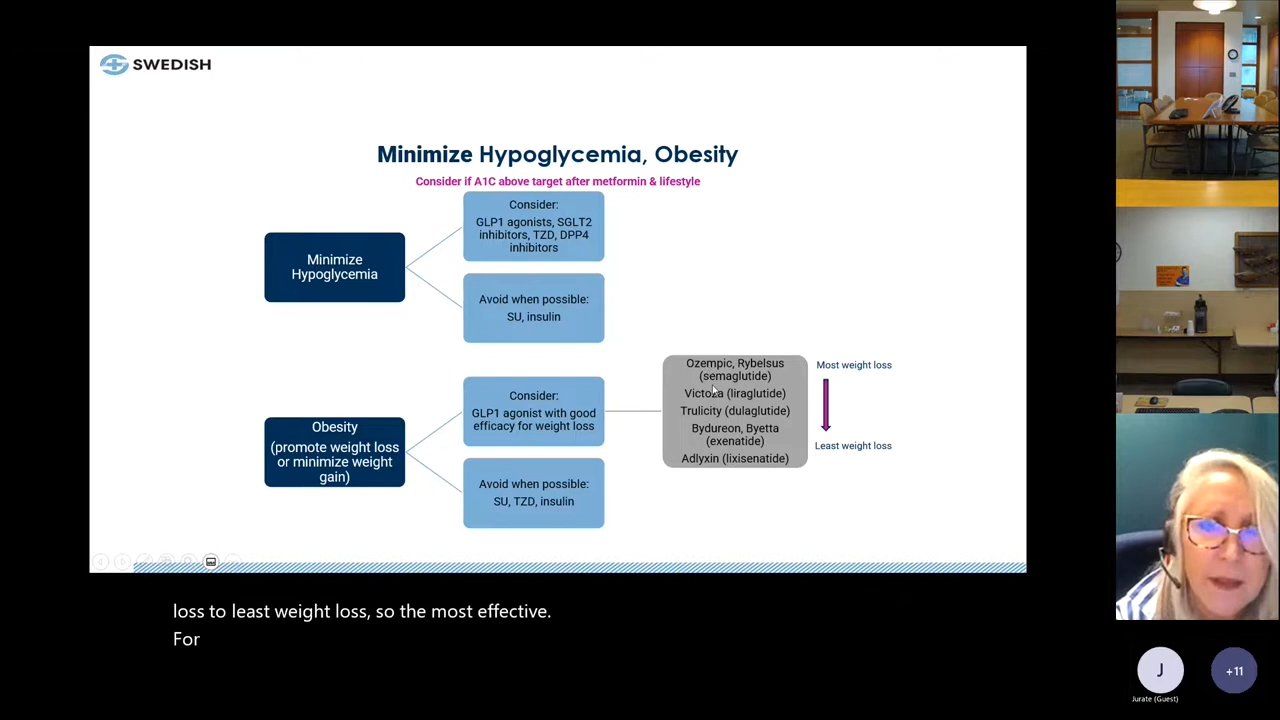 SWEDISH
Minimize Hypoglycemia, Obesity
Consider if A1C above target after metformin & lifestyle
Minimize
Hypoglycemia
Consider:
GLP1 agonists, SGLT2
inhibitors, TZD, DPP4
inhibitors
Avoid when possible:
SU, insulin
Obesity
(promote weight loss
or minimize weight
gain)
Consider:
GLP1 agonist with good
efficacy for weight loss
Avoid when possible:
SU, TZD, insulin
Ozempic, Rybelsus
(semaglutide)
Victoza (liraglutide)
Trulicity (dulaglutide)
Bydureon, Byetta
(exenatide)
Adlyxin (lixisenatide)
Most weight loss
Least weight loss
loss to least weight loss, so the most effective.
For
J
Jurate (Guest)
+11